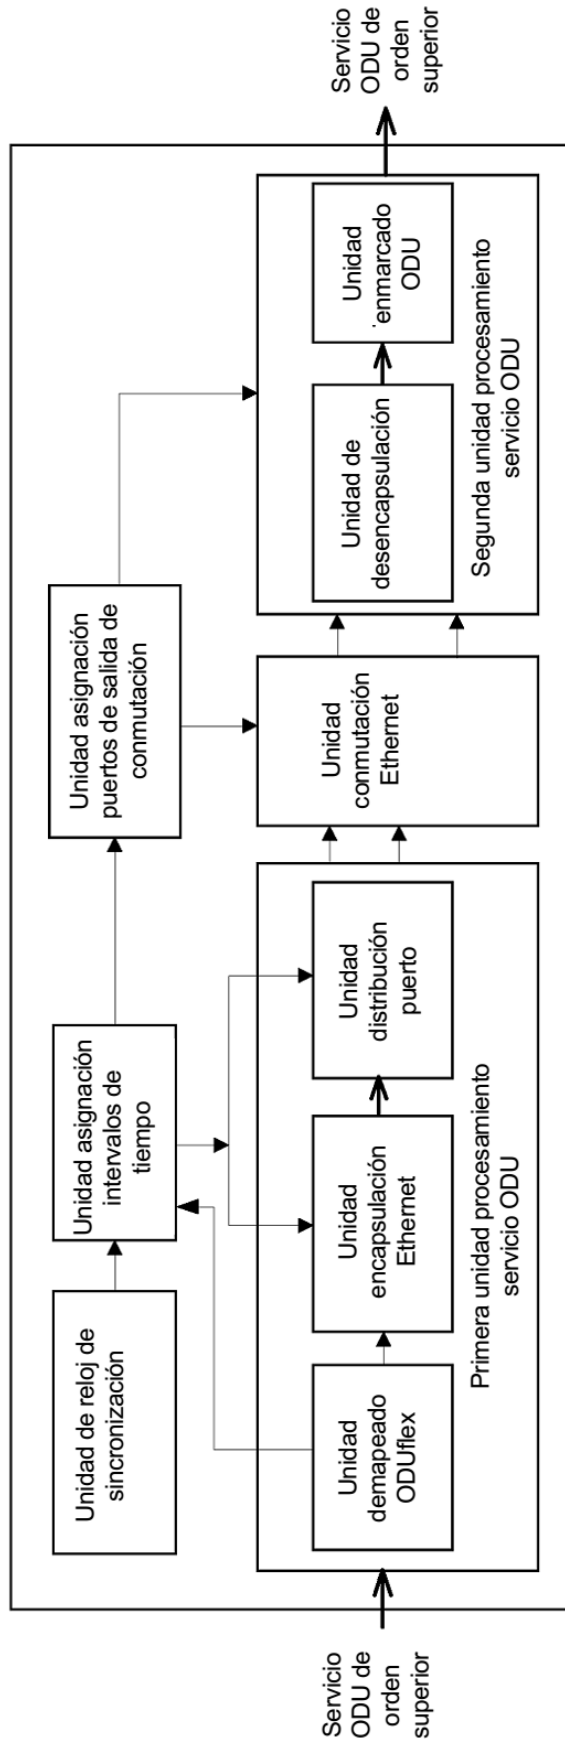 Servicio
ODU de
orden
superior
Unidad de reloj de
sincronización
Unidad asignación
intervalos de
tiempo
Unidad asignación
puertos de salida de
conmutación
Unidad
demapeado
ODUflex
Unidad
encapsulación
Ethernet
Unidad
distribución
puerto
Primera unidad procesamiento
servicio ODU
Unidad
conmutación
Ethernet
Unidad de
desencapsulación
Unidad
enmarcado
ODU
Segunda unidad procesamiento
servicio ODU
Servicio
ODU de
orden
superior